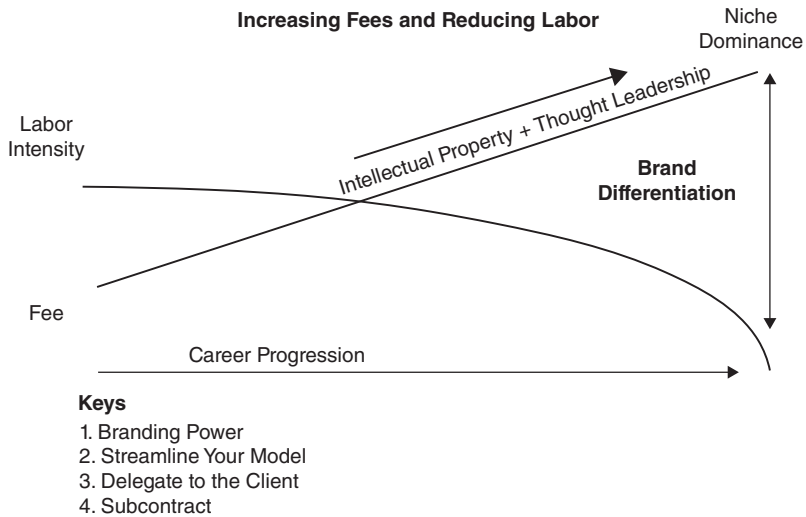 Increasing Fees and Reducing Labor
Niche
Dominance
Labor
Intensity
Intellectual Property + Thought Leadership
Brand
Differentiation
Fee
Career Progression
Keys
1. Branding Power
2. Streamline Your Model
3. Delegate to the Client
4. Subcontract